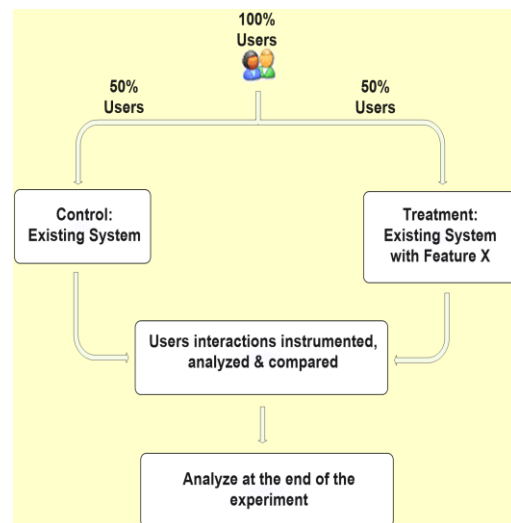 100%
Users
50%
Users
50%
Users
Control:
Existing System
Treatment:
Existing System
with Feature X
Users interactions instrumented,
analyzed & compared
Analyze at the end of the
experiment